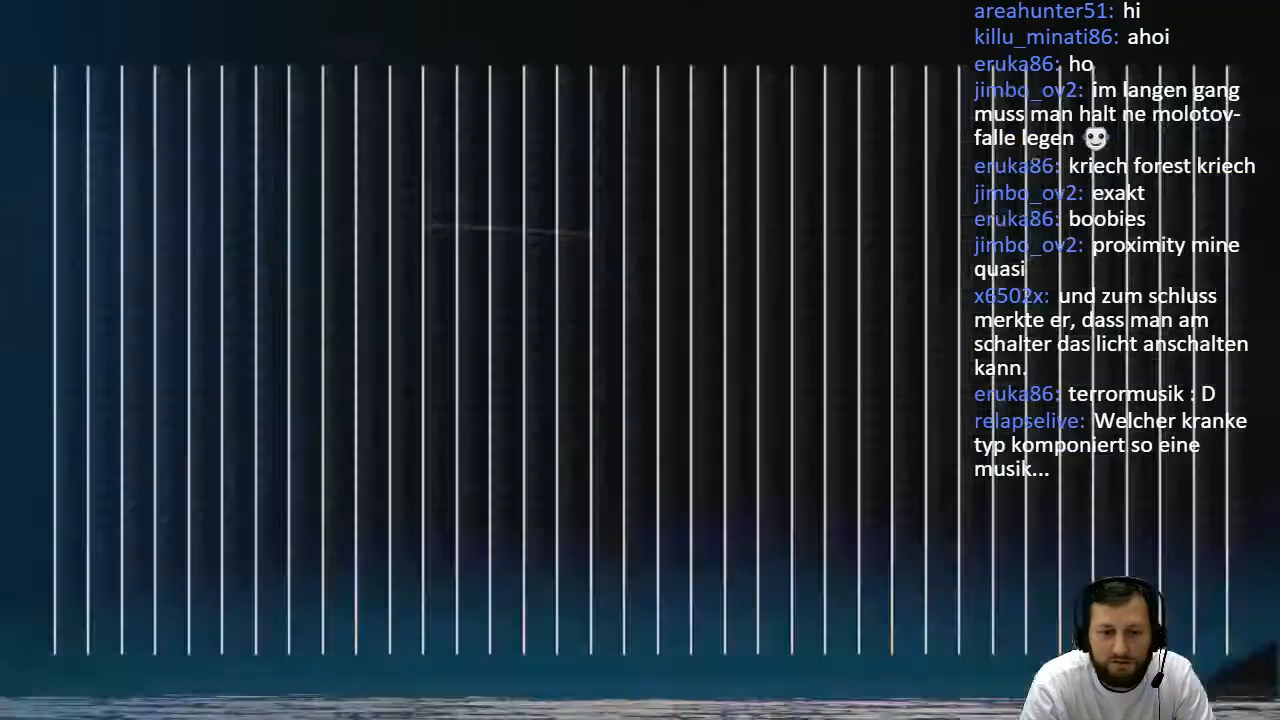 areahunter51: hi
killu_minati86: ahoi
eruka86: ho
jimbo_ov2: im langen gang
muss man halt ne molotov-
falle legen
eruka86: kriech forest kriech
jimbo_ov2: exakt
eruka86: boobies
jimbo_ov2: proximity mine
quasi
x6502x: und zum schluss
merkte er, dass man am
schalter das licht anschalten
kann.
eruka86: terrormusik : D
relapselive: Welcher kranke
typ komponiert so eine
musik...